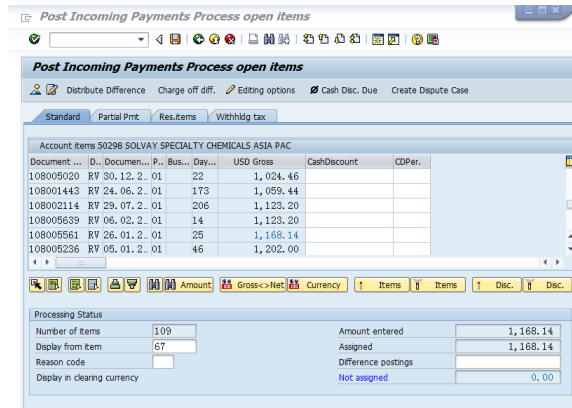 Post Incoming Payments Process open items
Post Incoming Payments Process open items
Distribute Difference Charge off diff. Editing options Cash Disc. Due Create Dispute Case
Standard Partial Pmt Res.items Withhldg tax
Account items 50298 SOLVAY SPECIALTY CHEMICALS ASIA PAC
Document ... D.. Documen... P.. Bus... Day... USD Gross CashDiscount CDPer.
108005020 RV 30.12.2.. 01 22 1,024.46
108001443 RV 24.06.2.. 01 173 1,059.44
108002114 RV 29.07.2.. 01 206 1,123.20
108005639 RV 06.02.2.. 01 14 1,123.20
108005561 RV 26.01.2.. 01 25 1,168.14
108005236 RV 05.01.2.. 01 46 1,202.00
Amount Gross<>Net Currency Items Items Disc. Disc.
Processing Status
Number of items 109 Amount entered 1,168.14
Display from item 67 Assigned 1,168.14
Reason code Difference postings
Display in clearing currency Not assigned 0.00